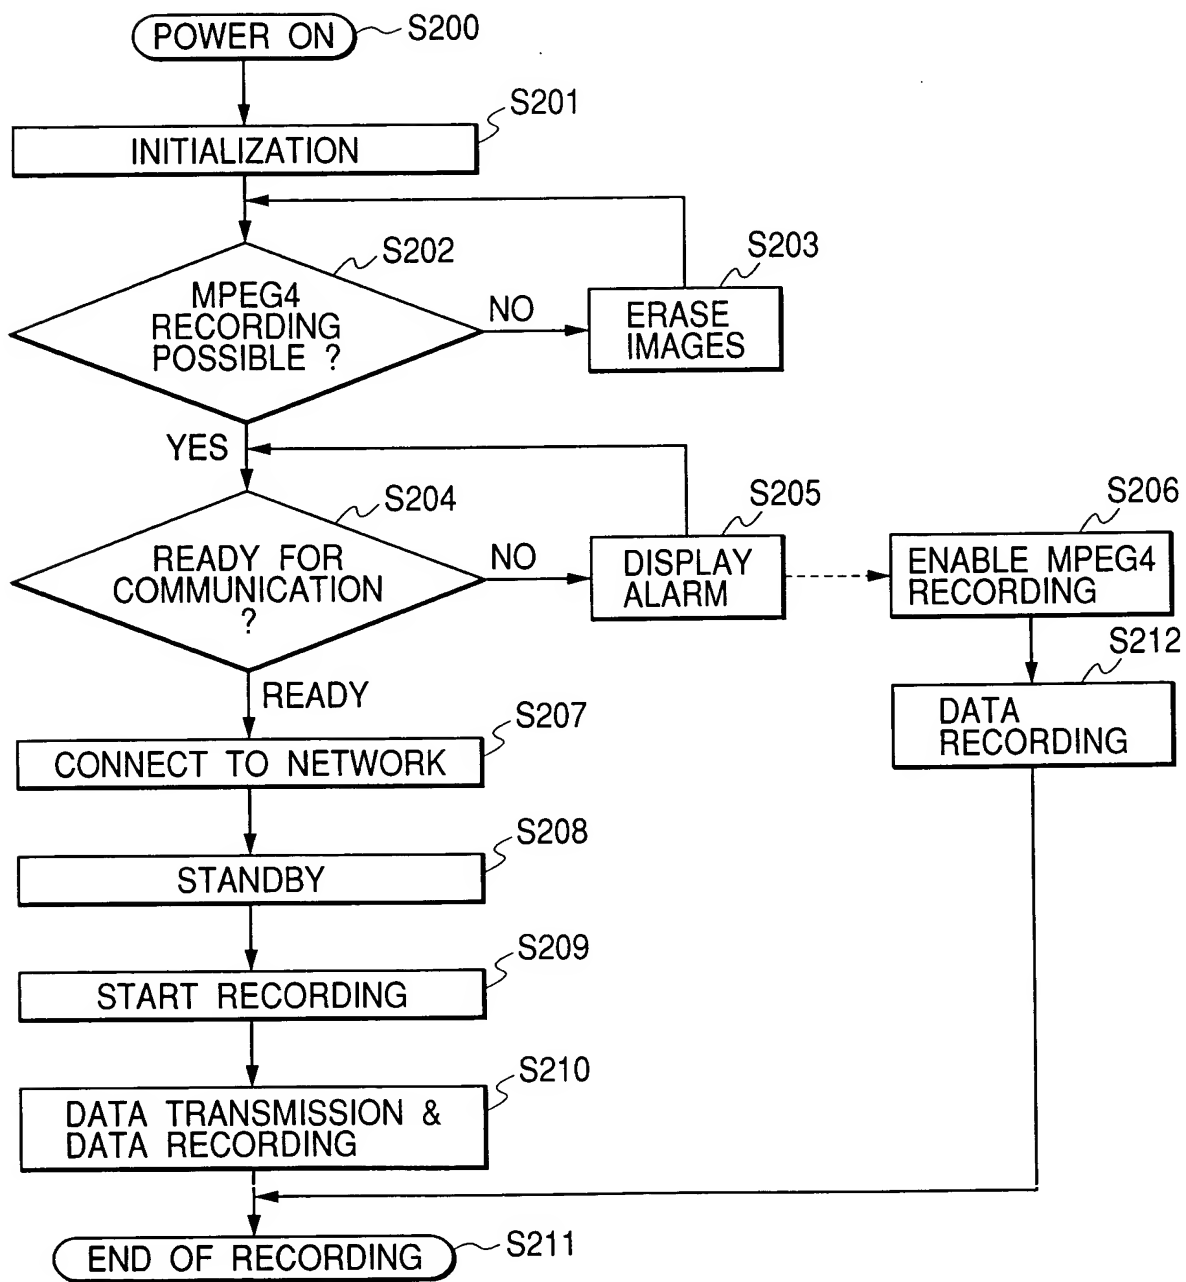 POWER ON
S200
S201
INITIALIZATION
S202
MPEG4
RECORDING
POSSIBLE ?
NO
S203
ERASE
IMAGES
YES
S204
READY FOR
COMMUNICATION
?
NO
S205
DISPLAY
ALARM
S206
ENABLE MPEG4
RECORDING
S212
DATA
RECORDING
READY
S207
CONNECT TO NETWORK
S208
STANDBY
S209
START RECORDING
S210
DATA TRANSMISSION &
DATA RECORDING
END OF RECORDING
S211